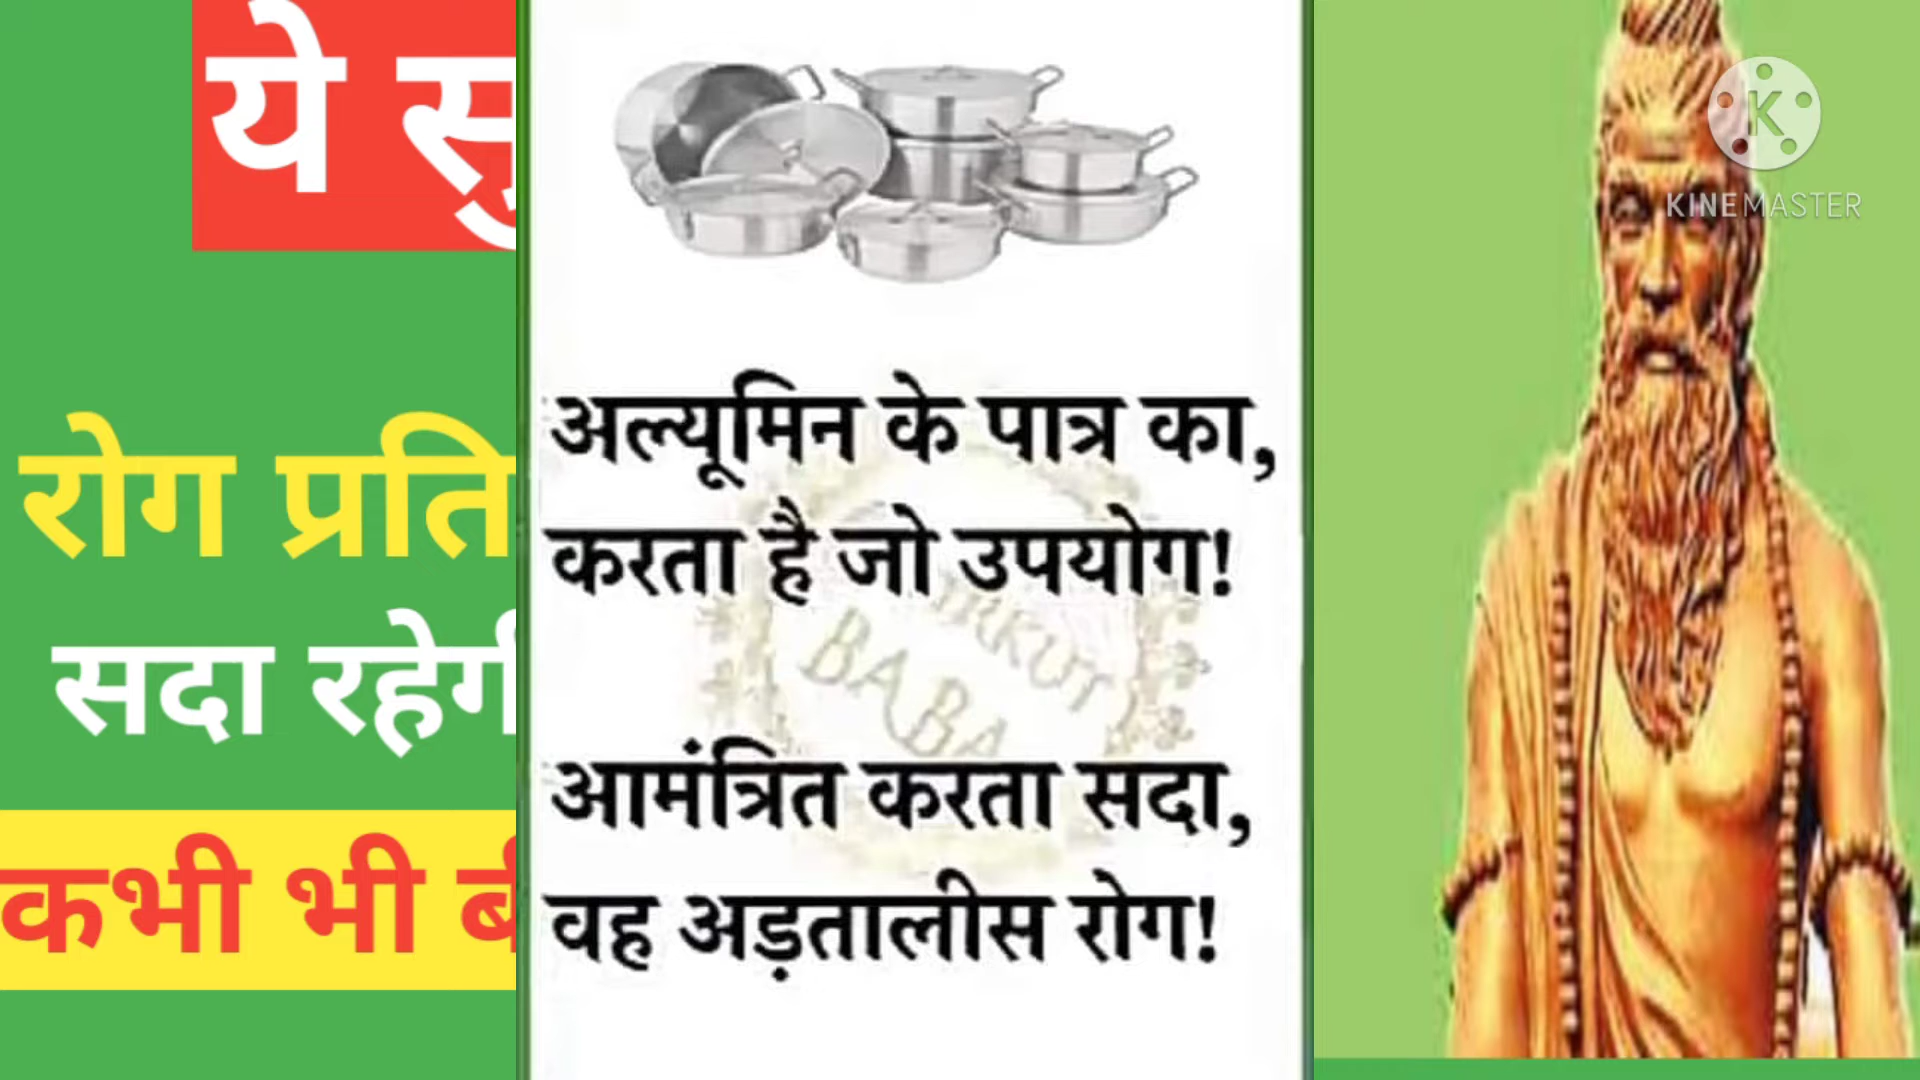 ये
रोग
सदा
कभी भी
अल्यूमिन के पात्र का,
करता है जो उपयोग!
BABA
आमंत्रित करता सदा,
वह अड़तालीस रोग!
K
KINEMASTER